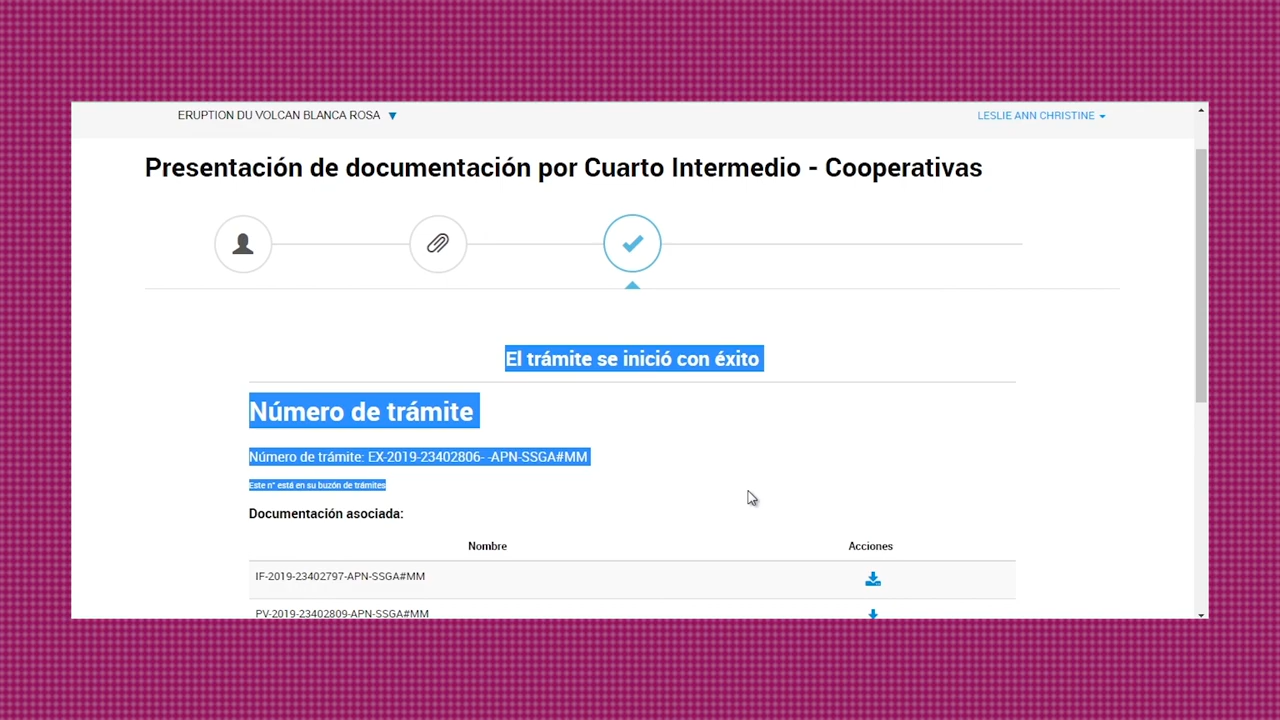 ERUPTION DU VOLCAN BLANCA ROSA
LESLIE ANN CHRISTINE
Presentación de documentación por Cuarto Intermedio - Cooperativas
El trámite se inició con éxito
Número de trámite
Número de trámite: EX-2019-23402806- -APN-SSGA#MM
Este n° está en su buzón de trámites
Documentación asociada:
Nombre Acciones
IF-2019-23402797-APN-SSGA#MM
PV-2019-23402809-APN-SSGA#MM